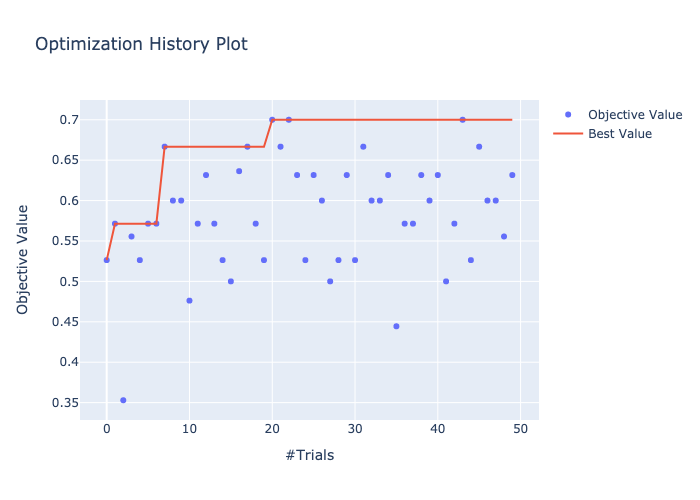 Optimization History Plot
Objective Value
Best Value
0.7
0.65
0.6
0.55
0.5
0.45
0.4
0.35
Objective Value
0 10 20 30 40 50
#Trials